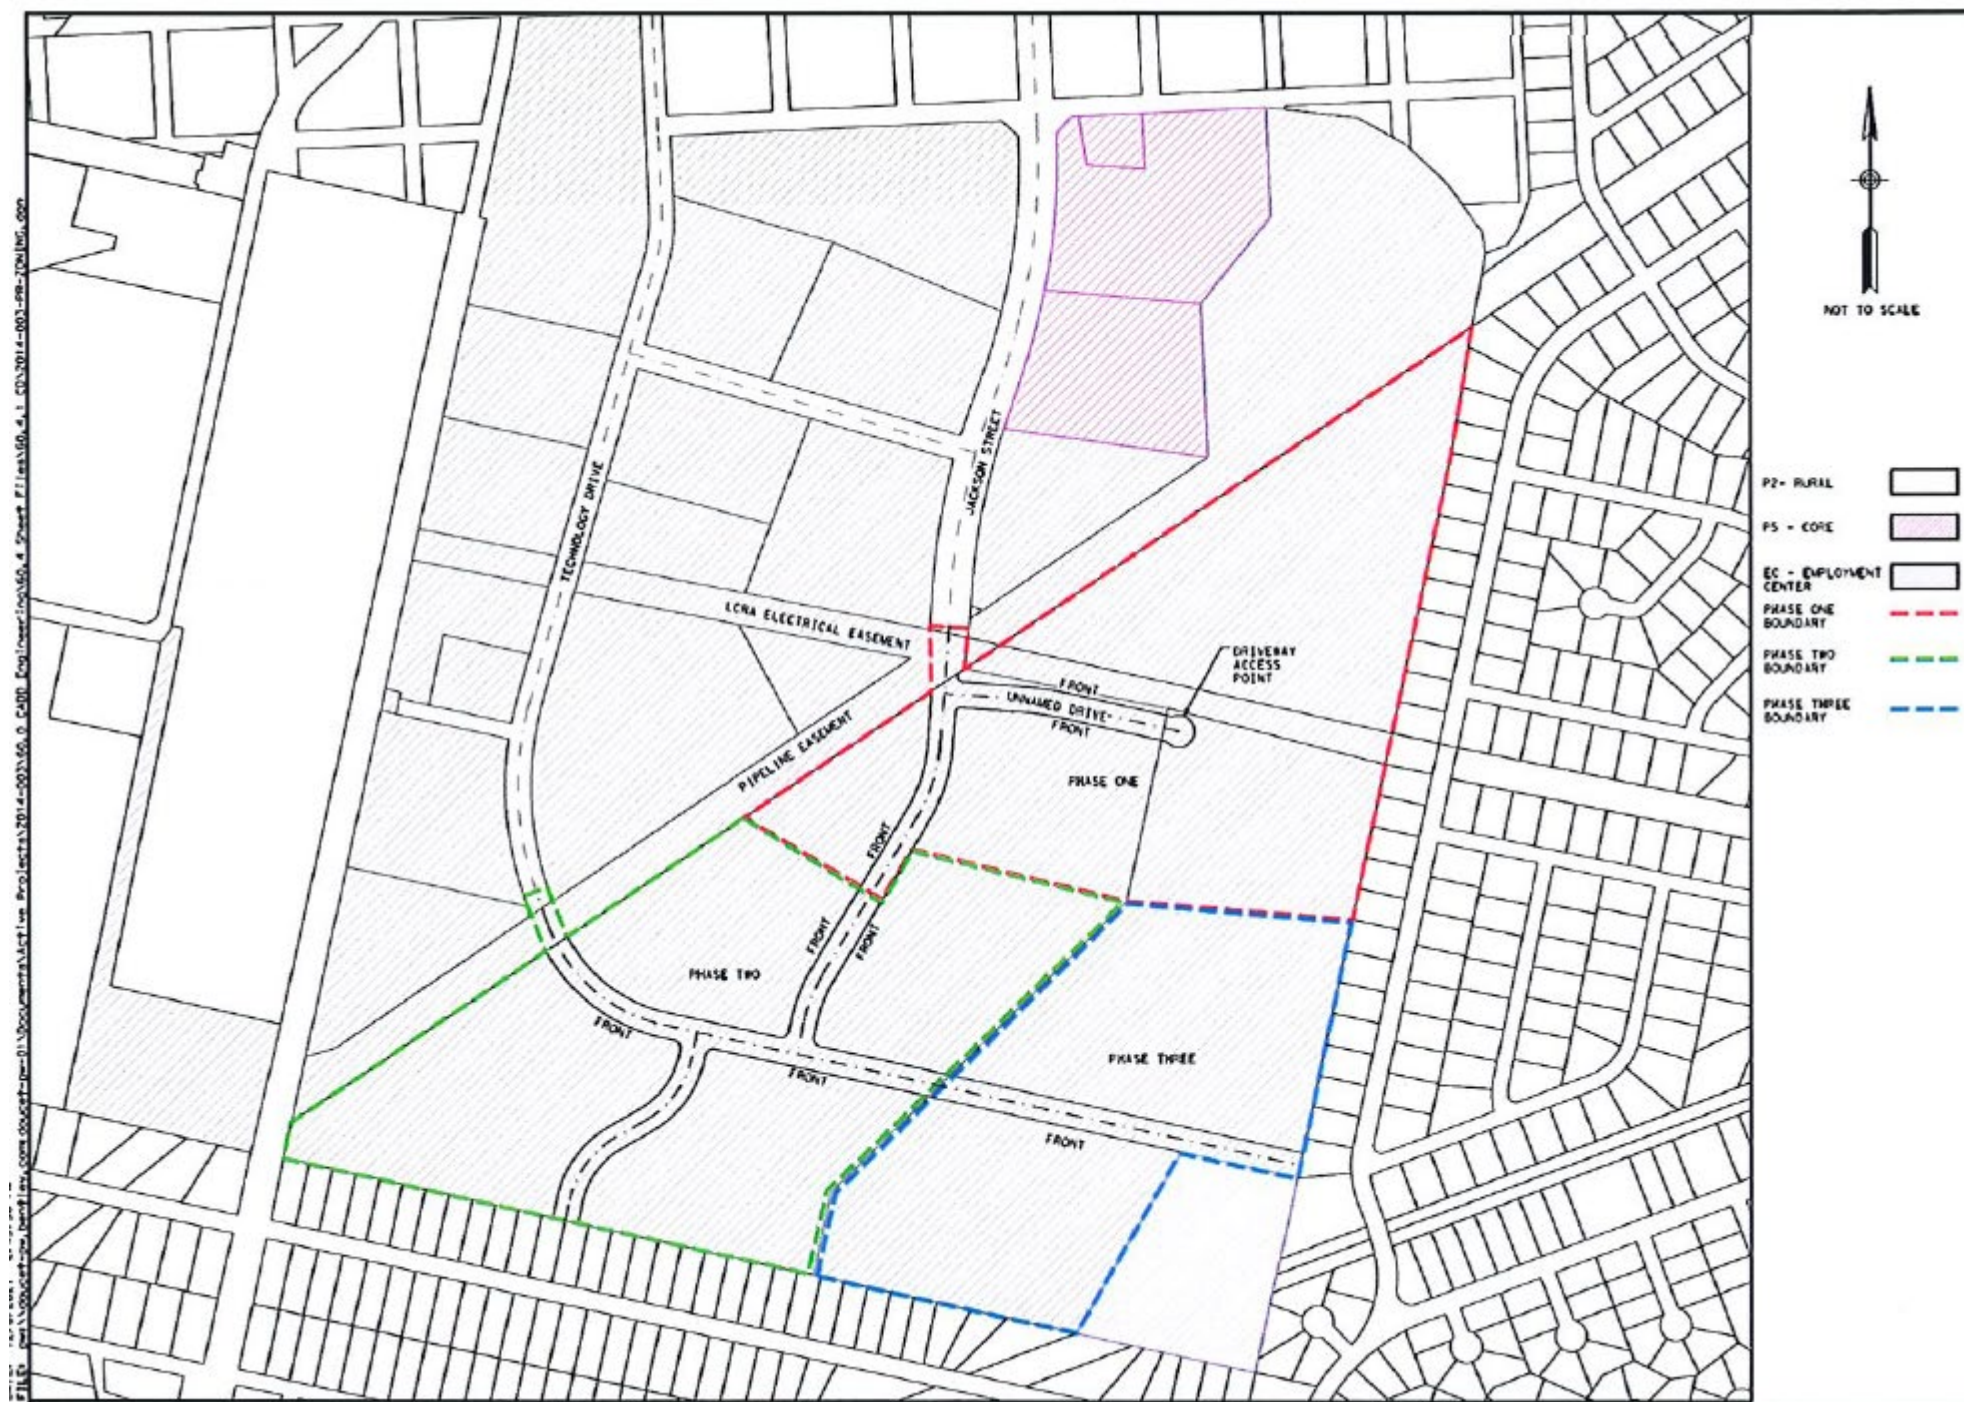 NOT TO SCALE
P2- RURAL
P5 - CORE
EC - EMPLOYMENT
CENTER
PHASE ONE
BOUNDARY
PHASE TWO
BOUNDARY
PHASE THREE
BOUNDARY
JACKSON STREET
TECHNOLOGY DRIVE
LCRA ELECTRICAL EASEMENT
DRIVEWAY
ACCESS
POINT
FRONT
UNNAMED DRIVE
FRONT
PIPELINE EASEMENT
PHASE ONE
FRONT
FRONT
FRONT
PHASE TWO
FRONT
PHASE THREE
FRONT
FRONT